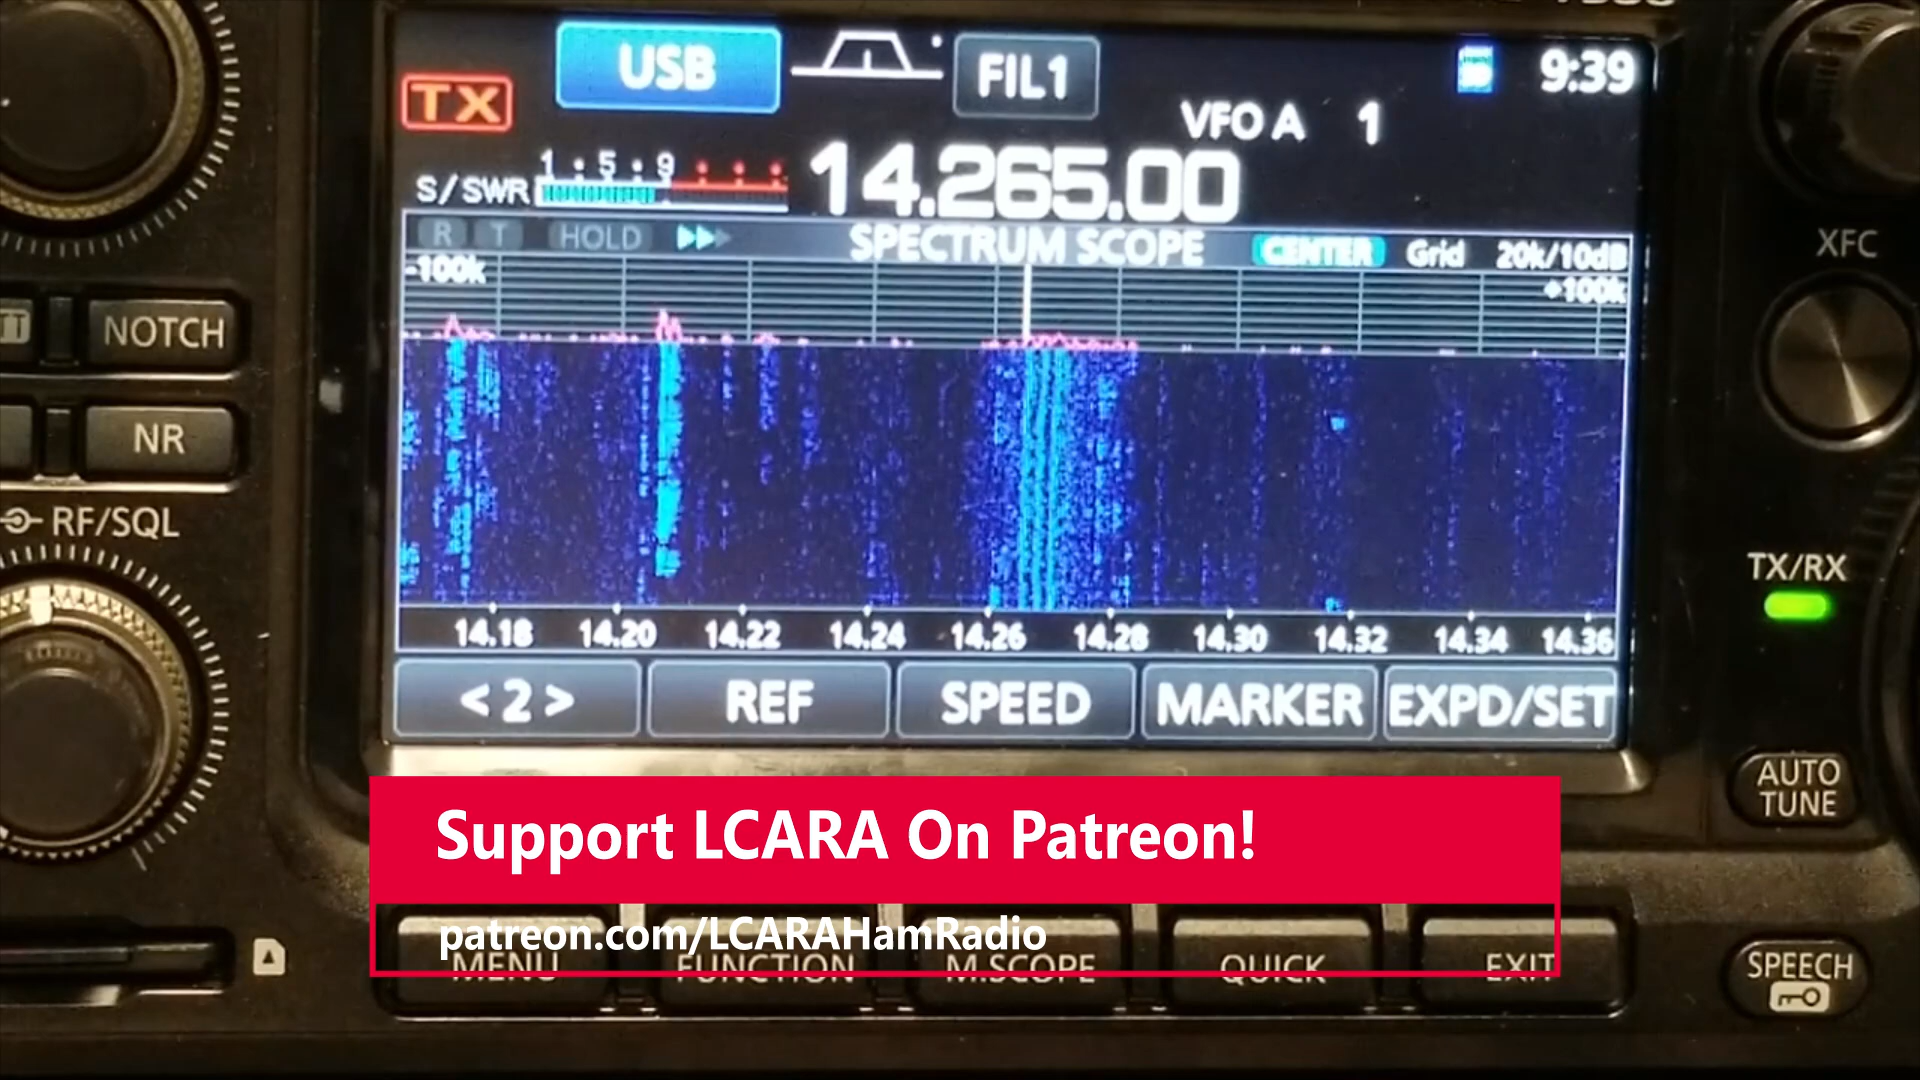 USB
FIL1
9:39
TX
VFO A 1
1 5 9
S/SWR
14.265.00
R T HOLD SPECTRUM SCOPE CENTER Grid 20k/10dB
-100k
+100k
XFC
NOTCH
NR
RF/SQL
TX/RX
14.18 14.20 14.22 14.24 14.26 14.28 14.30 14.32 14.34 14.36
< 2 > REF SPEED MARKER EXPD/SET
AUTO
TUNE
Support LCARA On Patreon!
patreon.com/LCARAHamRadio
MENU FUNCTION M.SCOPE QUICK EXIT
SPEECH